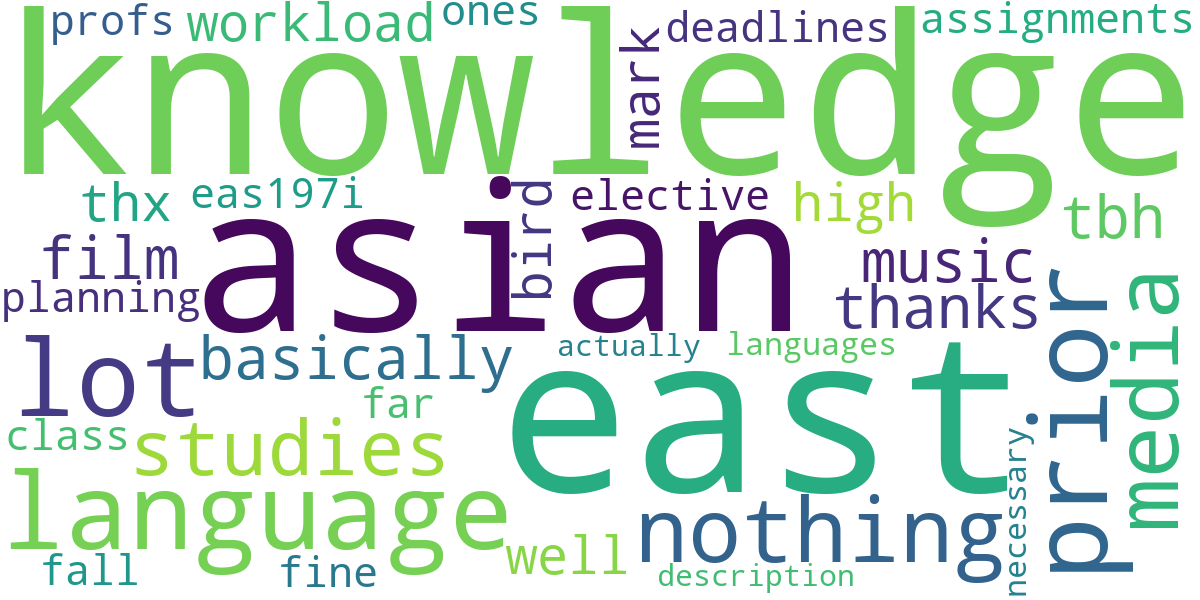 profs
workload
ones
mark
deadlines
assignments
knowledge
thx
eas197i
bird
elective
high
tbh
film
asian
music
planning
thanks
prior
media
lot
basically
actually
languages
east
far
class
studies
language
nothing
necessary
well
fall
fine
description